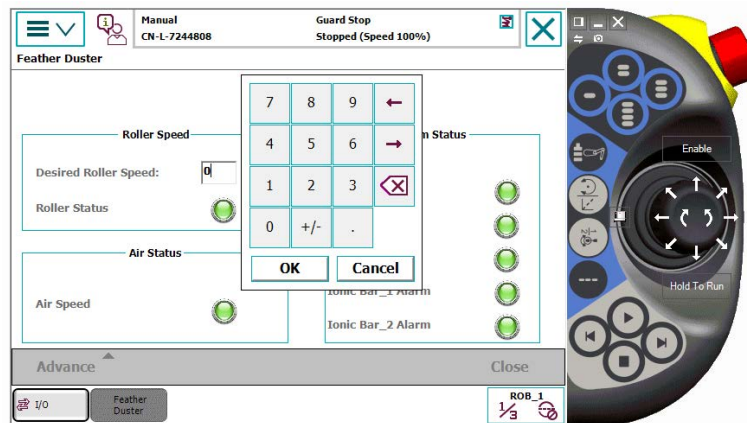 Manual
Guard Stop
CN-L-7244808
Stopped (Speed 100%)
Feather Duster
7 8 9
4 5 6
1 2 3
0 +/- .
OK Cancel
Roller Speed
Desired Roller Speed: 0
Roller Status
m Status
Air Status
Air Speed
Ionic Bar_1 Alarm
Ionic Bar_2 Alarm
Advance
Close
I/O
Feather
Duster
ROB_1
1/3
Enable
Hold To Run